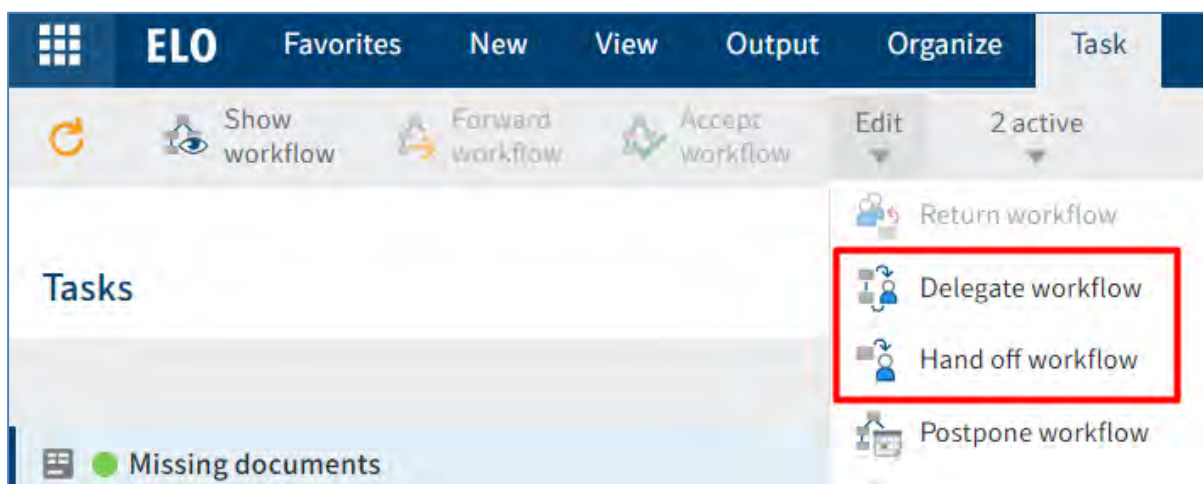 ELO Favorites New View Output Organize Task
Show workflow Forward workflow Accept workflow Edit 2 active
Return workflow
Tasks
Delegate workflow
Hand off workflow
Postpone workflow
Missing documents